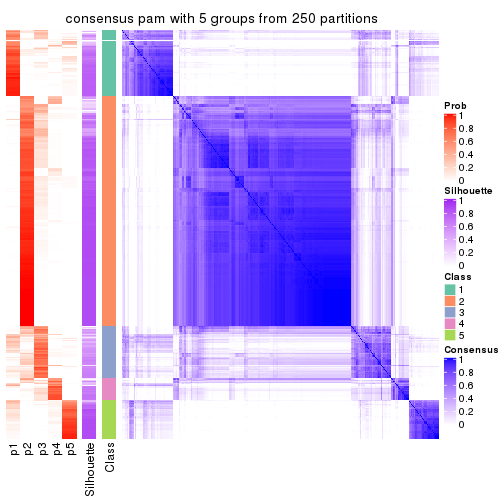 consensus pam with 5 groups from 250 partitions
Prob
1
0.8
0.6
0.4
0.2
0
Silhouette
1
0.8
0.6
0.4
0.2
0
Class
1
2
3
4
5
Consensus
1
0.8
0.6
0.4
0.2
0
p1
p2
p3
p4
p5
Silhouette
Class